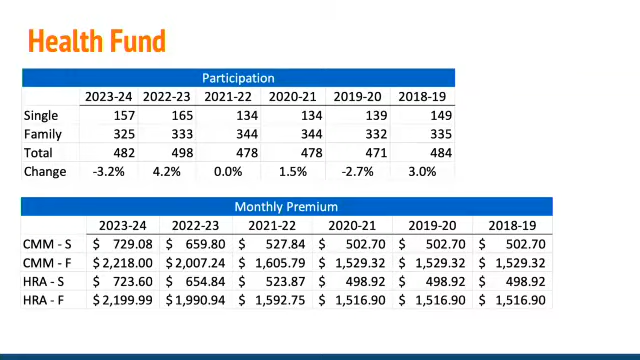 Health Fund
Participation
2023-24 2022-23 2021-22 2020-21 2019-20 2018-19
Single 157 165 134 134 139 149
Family 325 333 344 344 332 335
Total 482 498 478 478 471 484
Change -3.2% 4.2% 0.0% 1.5% -2.7% 3.0%
Monthly Premium
2023-24 2022-23 2021-22 2020-21 2019-20 2018-19
CMM - S $ 729.08 $ 659.80 $ 527.84 $ 502.70 $ 502.70 $ 502.70
CMM - F $ 2,218.00 $ 2,007.24 $ 1,605.79 $ 1,529.32 $ 1,529.32 $ 1,529.32
HRA - S $ 723.60 $ 654.84 $ 523.87 $ 498.92 $ 498.92 $ 498.92
HRA - F $ 2,199.99 $ 1,990.94 $ 1,592.75 $ 1,516.90 $ 1,516.90 $ 1,516.90